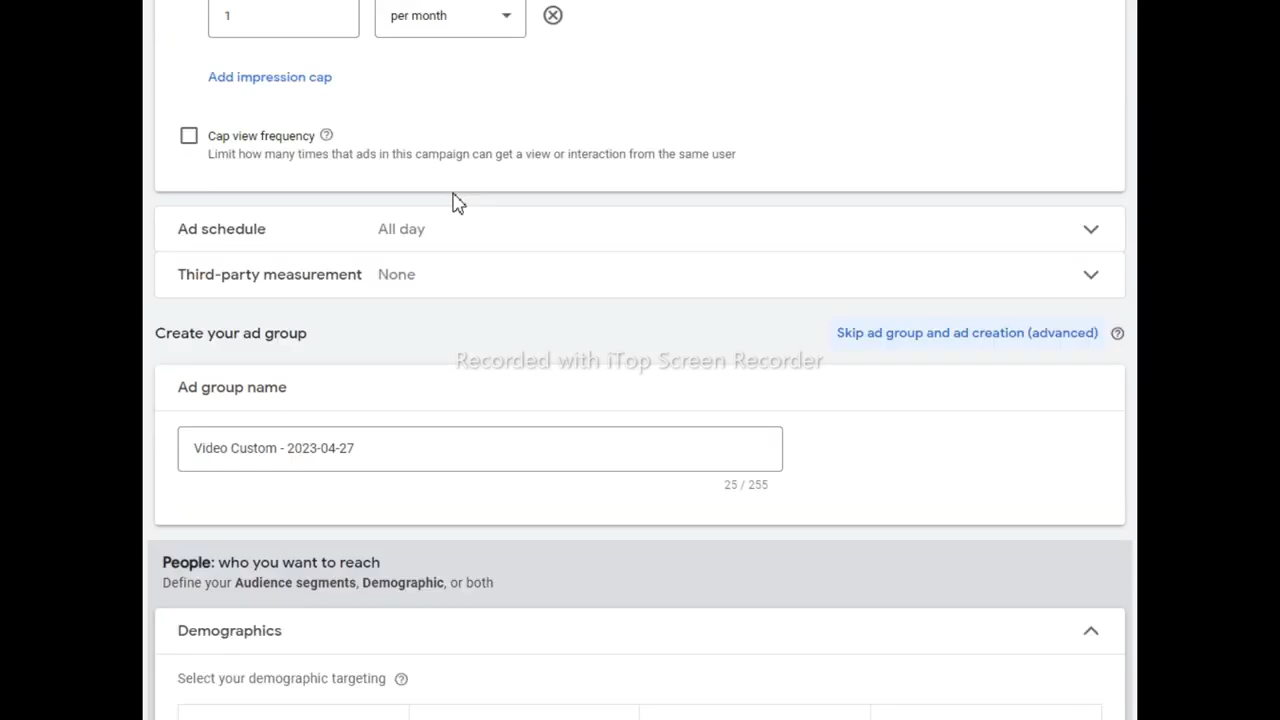 1
per month
Add impression cap
Cap view frequency
Limit how many times that ads in this campaign can get a view or interaction from the same user
Ad schedule All day
Third-party measurement None
Create your ad group Skip ad group and ad creation (advanced)
Recorded with iTop Screen Recorder
Ad group name
Video Custom - 2023-04-27
25 / 255
People: who you want to reach
Define your Audience segments, Demographic, or both
Demographics
Select your demographic targeting